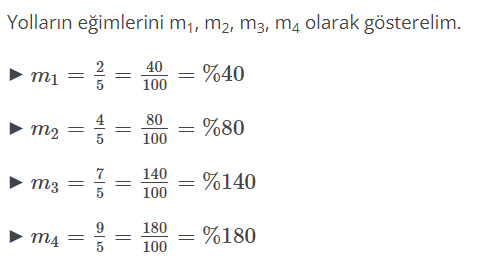 Yolların eğimlerini m₁, m₂, m₃, m₄ olarak gösterelim.
► m₁ = 2/5 = 40/100 = %40
► m₂ = 4/5 = 80/100 = %80
► m₃ = 7/5 = 140/100 = %140
► m₄ = 9/5 = 180/100 = %180